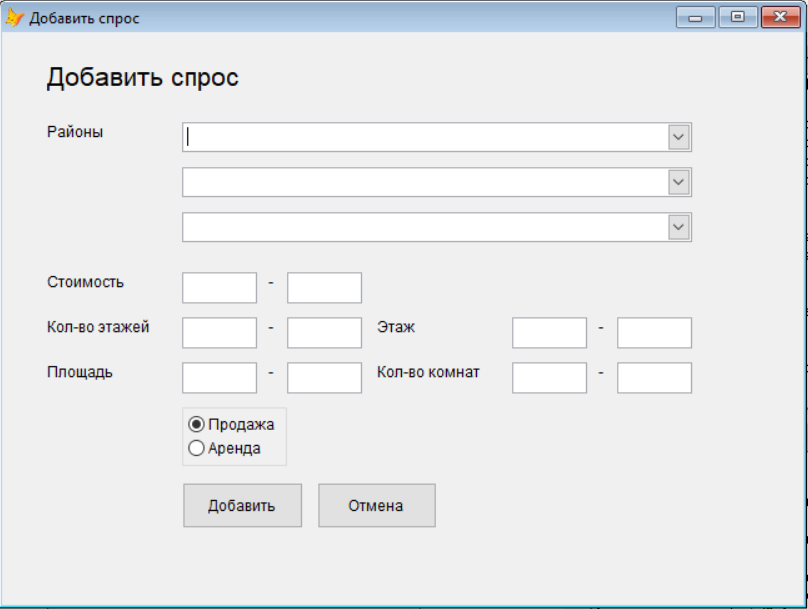 Добавить спрос
Добавить спрос
Районы
Стоимость -
Кол-во этажей - Этаж -
Площадь - Кол-во комнат -
Продажа
Аренда
Добавить Отмена